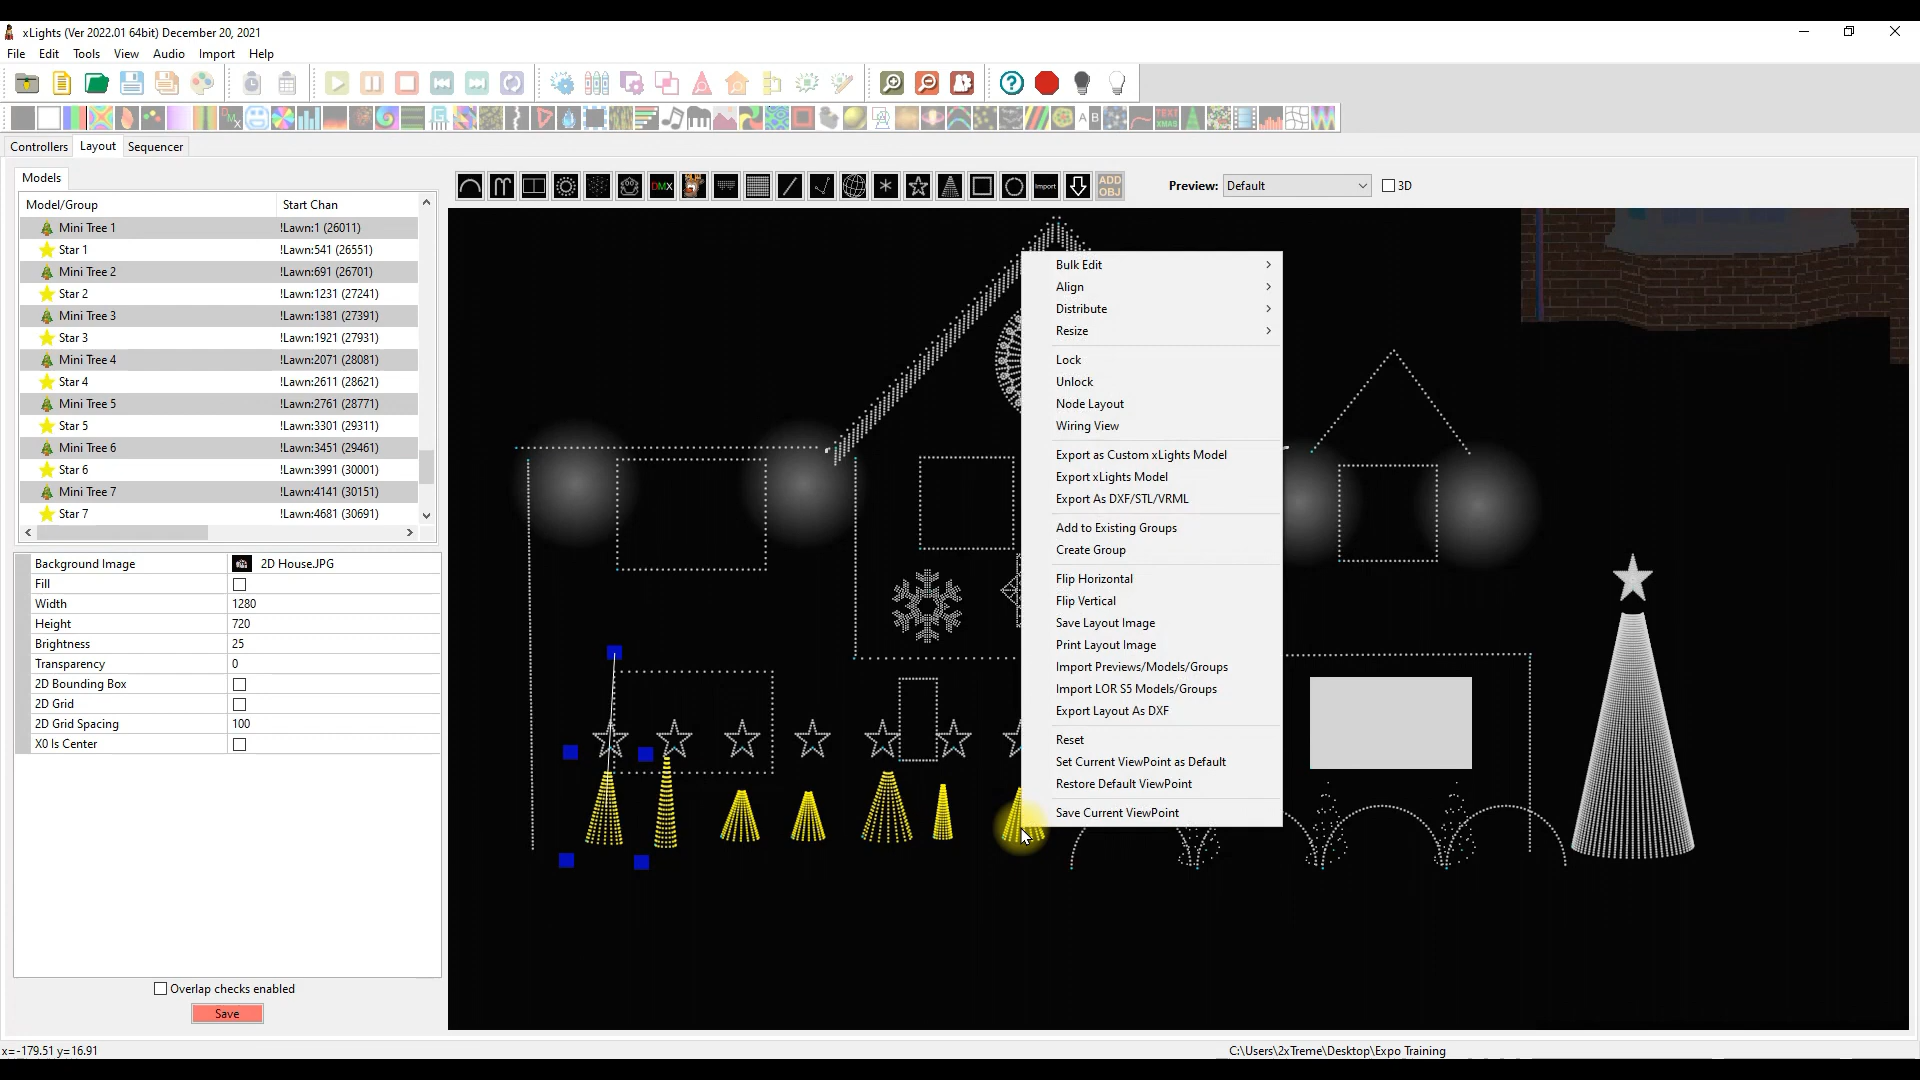 xLights (Ver 2022.01 64bit) December 20, 2021
File Edit Tools View Audio Import Help
DMX
A B
TEXT
XMAS
Controllers Layout Sequencer
Models
DMX
Import
ADD
OBJ
Preview: Default 3D
Model/Group Start Chan
Mini Tree 1 !Lawn:1 (26011)
Star 1 !Lawn:541 (26551)
Mini Tree 2 !Lawn:691 (26701)
Star 2 !Lawn:1231 (27241)
Mini Tree 3 !Lawn:1381 (27391)
Star 3 !Lawn:1921 (27931)
Mini Tree 4 !Lawn:2071 (28081)
Star 4 !Lawn:2611 (28621)
Mini Tree 5 !Lawn:2761 (28771)
Star 5 !Lawn:3301 (29311)
Mini Tree 6 !Lawn:3451 (29461)
Star 6 !Lawn:3991 (30001)
Mini Tree 7 !Lawn:4141 (30151)
Star 7 !Lawn:4681 (30691)
Background Image 2D House.JPG
Fill
Width 1280
Height 720
Brightness 25
Transparency 0
2D Bounding Box
2D Grid
2D Grid Spacing 100
X0 Is Center
Overlap checks enabled
Save
Bulk Edit
Align
Distribute
Resize
Lock
Unlock
Node Layout
Wiring View
Export as Custom xLights Model
Export xLights Model
Export As DXF/STL/VRML
Add to Existing Groups
Create Group
Flip Horizontal
Flip Vertical
Save Layout Image
Print Layout Image
Import Previews/Models/Groups
Import LOR S5 Models/Groups
Export Layout As DXF
Reset
Set Current ViewPoint as Default
Restore Default ViewPoint
Save Current ViewPoint
x=-179.51 y=16.91
C:\Users\2xTreme\Desktop\Expo Training